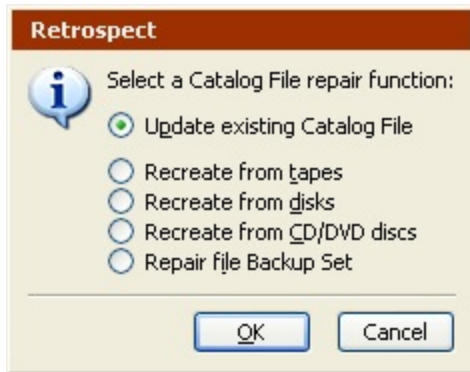 Retrospect
Select a Catalog File repair function:
Update existing Catalog File
Recreate from tapes
Recreate from disks
Recreate from CD/DVD discs
Repair file Backup Set
OK
Cancel